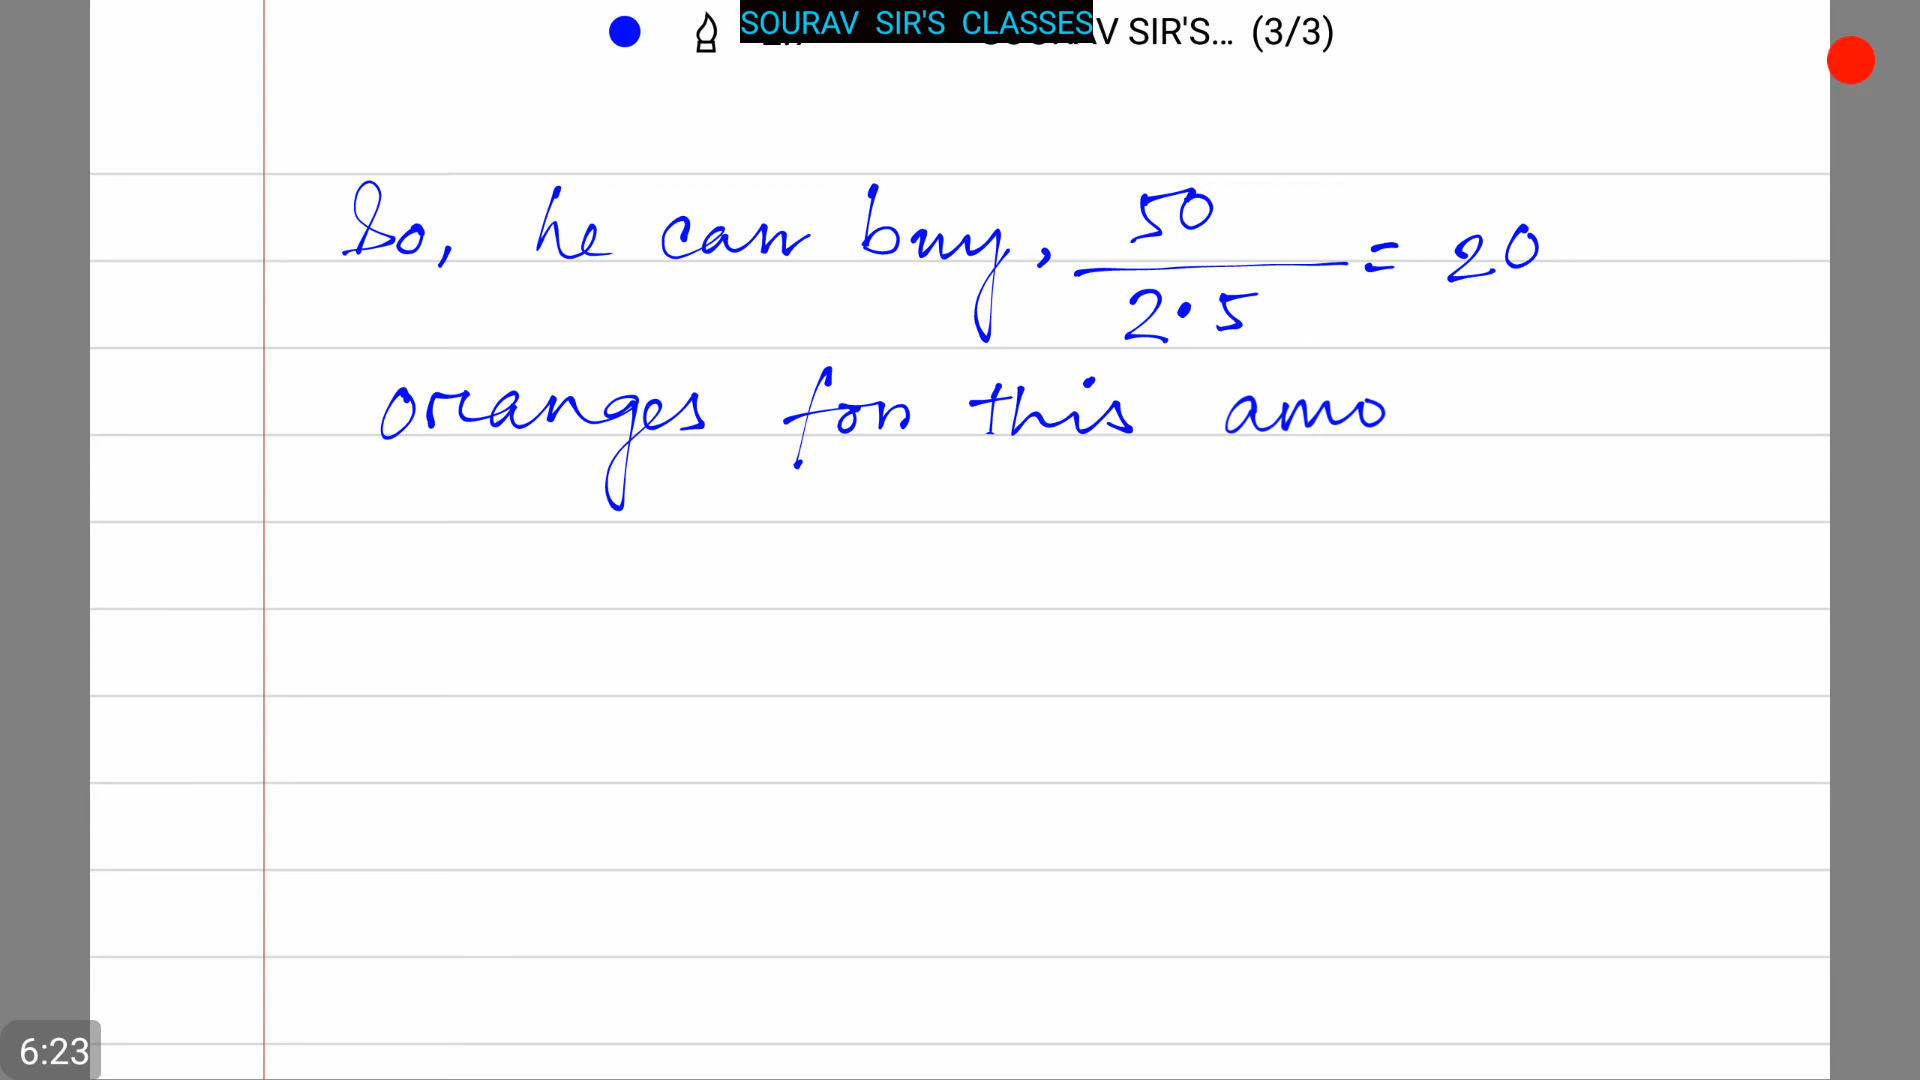 SOURAV SIR'S CLASSES V SIR'S... (3/3)
So, he can buy, 50/2.5 = 20
oranges for this amo
6:23